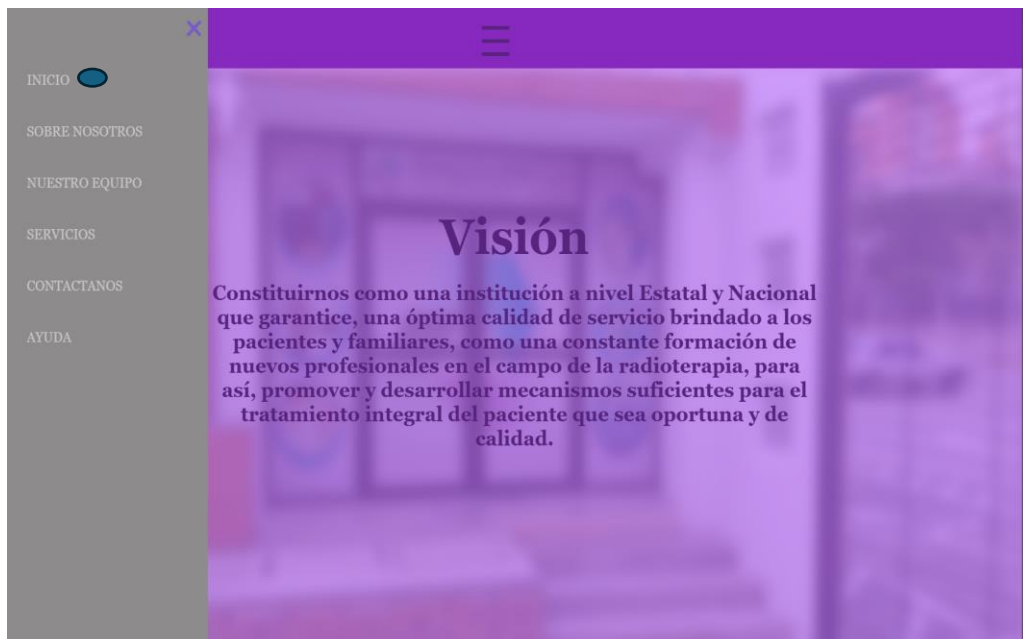 ×
INICIO
SOBRE NOSOTROS
NUESTRO EQUIPO
SERVICIOS
CONTACTANOS
AYUDA
Visión
Constituirnos como una institución a nivel Estatal y Nacional
que garantice, una óptima calidad de servicio brindado a los
pacientes y familiares, como una constante formación de
nuevos profesionales en el campo de la radioterapia, para
así, promover y desarrollar mecanismos suficientes para el
tratamiento integral del paciente que sea oportuna y de
calidad.